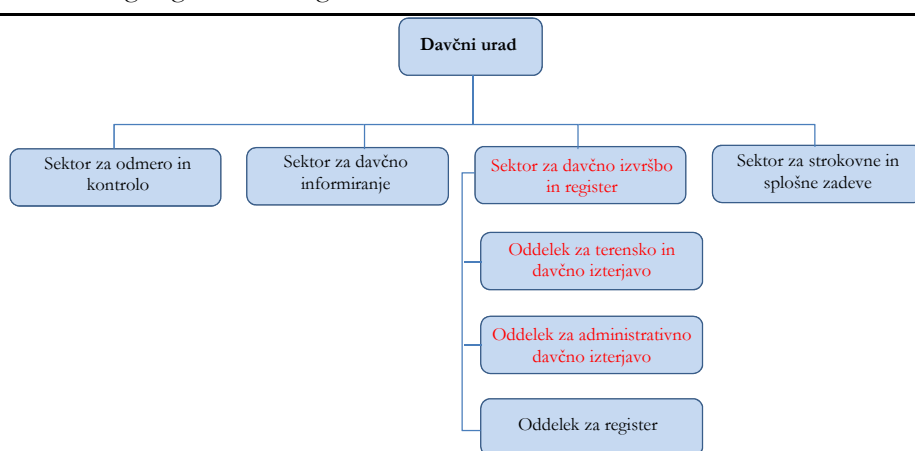 Davčni urad
Sektor za odmero in
kontrolo
Sektor za davčno
informiranje
Sektor za davčno izvršbo
in register
Sektor za strokovne in
splošne zadeve
Oddelek za terensko in
davčno izterjavo
Oddelek za administrativno
davčno izterjavo
Oddelek za register